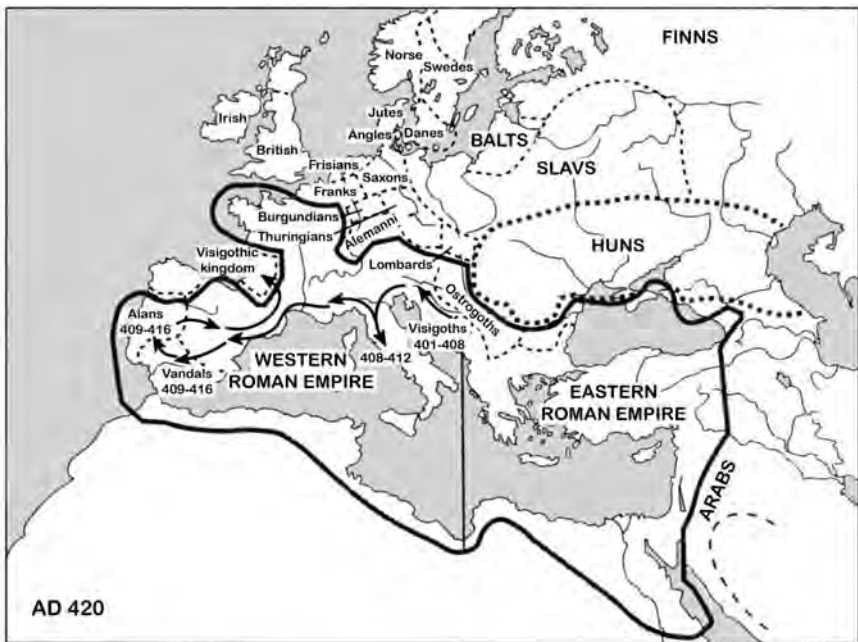 FINNS
Norse
Swedes
Jutes
Irish
Angles
Danes
BALTS
British
SLAVS
Frisians
Saxons
Franks
Burgundians
Alemanni
Thuringians
HUNS
Visigothic
kingdom
Lombards
Ostrogoths
Alans
409-416
Visigoths
401-408
WESTERN
ROMAN EMPIRE
408-412
Vandals
409-416
EASTERN
ROMAN EMPIRE
ARABS
AD 420